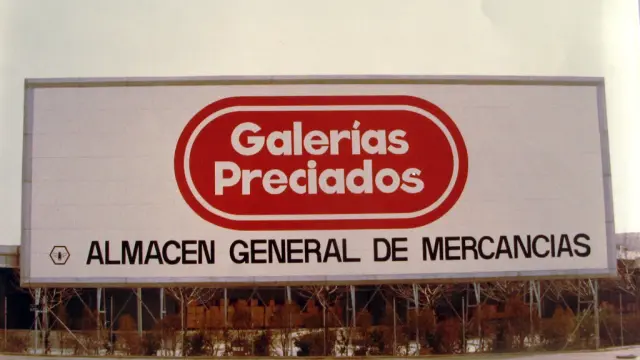 Galerías
Preciados
ALMACEN GENERAL DE MERCANCIAS